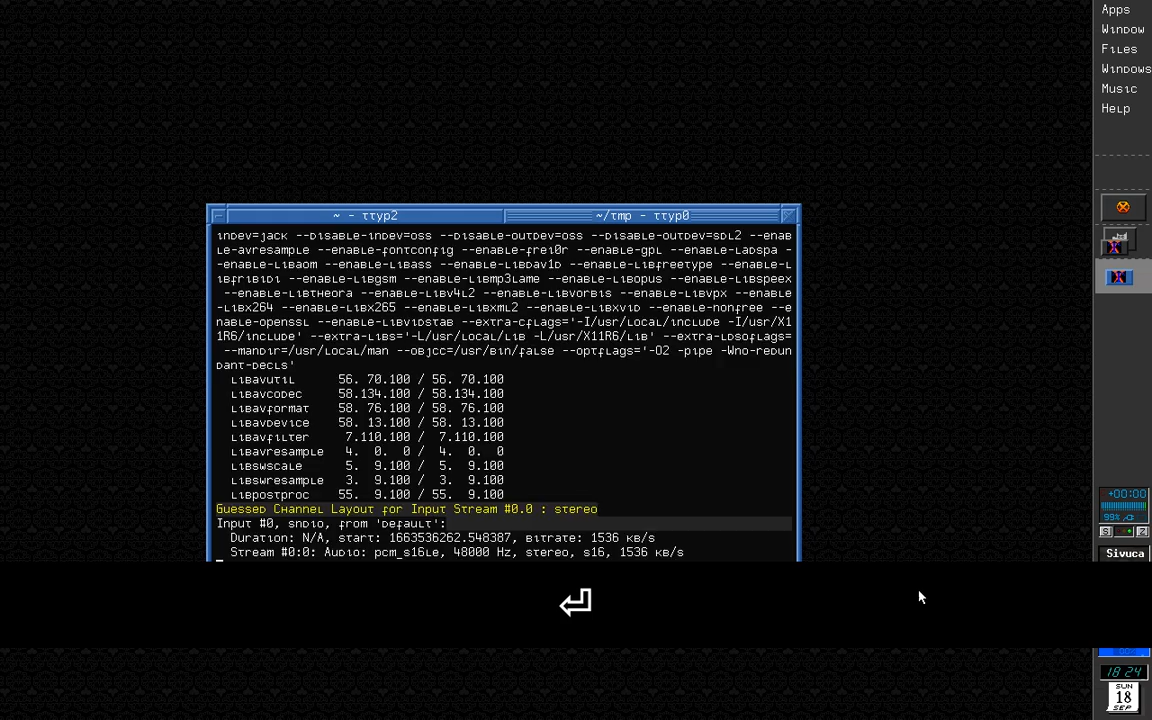 Apps
Window
Files
Windows
Music
Help
~ - ttyp2
~/tmp - ttyp0
indev=jack --disable-indev=oss --disable-outdev=oss --disable-outdev=sdl2 --enab
le-avresample --enable-fontconfig --enable-frei0r --enable-gpl --enable-ladspa -
-enable-libaom --enable-libass --enable-libdav1d --enable-libfreetype --enable-l
ibfribidi --enable-libgsm --enable-libmp3lame --enable-libopus --enable-libspeex
 --enable-libtheora --enable-libv4l2 --enable-libvorbis --enable-libvpx --enable
-libx264 --enable-libx265 --enable-libxml2 --enable-libxvid --enable-nonfree --e
nable-openssl --enable-libvidstab --extra-cflags='-I/usr/local/include -I/usr/X1
1R6/include' --extra-libs='-L/usr/local/lib -L/usr/X11R6/lib' --extra-ldsoflags=
 --mandir=/usr/local/man --objcc=/usr/bin/false --optflags='-O2 -pipe -Wno-redun
dant-decls'
libavutil      56. 70.100 / 56. 70.100
libavcodec     58.134.100 / 58.134.100
libavformat    58. 76.100 / 58. 76.100
libavdevice    58. 13.100 / 58. 13.100
libavfilter     7.110.100 /  7.110.100
libavresample   4.  0.  0 /  4.  0.  0
libswscale      5.  9.100 /  5.  9.100
libswresample   3.  9.100 /  3.  9.100
libpostproc    55.  9.100 / 55.  9.100
Guessed Channel Layout for Input Stream #0.0 : stereo
Input #0, sndio, from 'default':
Duration: N/A, start: 1663536262.548387, bitrate: 1536 kb/s
Stream #0:0: Audio: pcm_s16le, 48000 Hz, stereo, s16, 1536 kb/s
+00:00
99%
S
Z
Sivuca
18 24
SUN
18
SEP